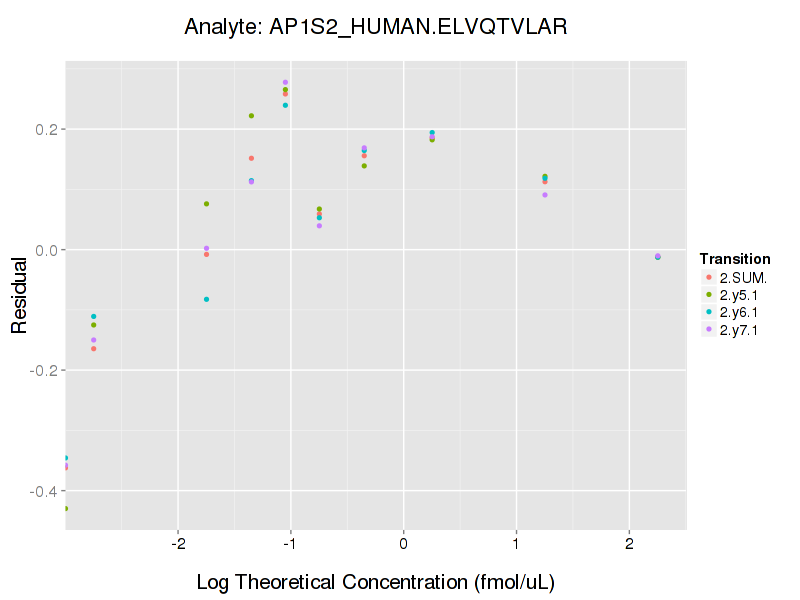 Analyte: AP1S2_HUMAN.ELVQTVLAR
Residual
0.2
0.0
-0.2
-0.4
-2
-1
0
1
2
Log Theoretical Concentration (fmol/uL)
Transition
2.SUM.
2.y5.1
2.y6.1
2.y7.1